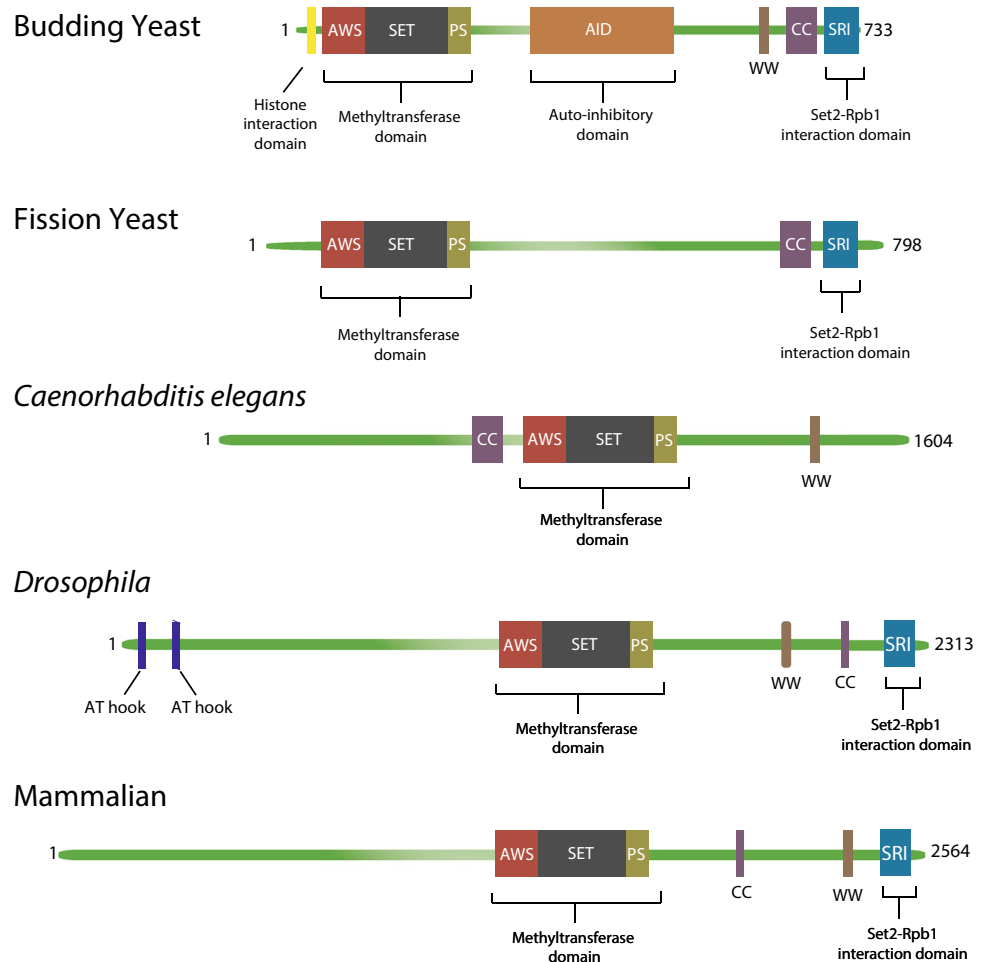 Budding Yeast
1
AWS
SET
PS
AID
CC
SRI
733
WW
Histone
interaction
domain
Methyltransferase
domain
Auto-inhibitory
domain
Set2-Rpb1
interaction domain
Fission Yeast
1
AWS
SET
PS
CC
SRI
798
Methyltransferase
domain
Set2-Rpb1
interaction domain
Caenorhabditis elegans
1
CC
AWS
SET
PS
1604
WW
Methyltransferase
domain
Drosophila
1
AWS
SET
PS
SRI
2313
AT hook
AT hook
WW
CC
Methyltransferase
domain
Set2-Rpb1
interaction domain
Mammalian
1
AWS
SET
PS
SRI
2564
CC
WW
Methyltransferase
domain
Set2-Rpb1
interaction domain